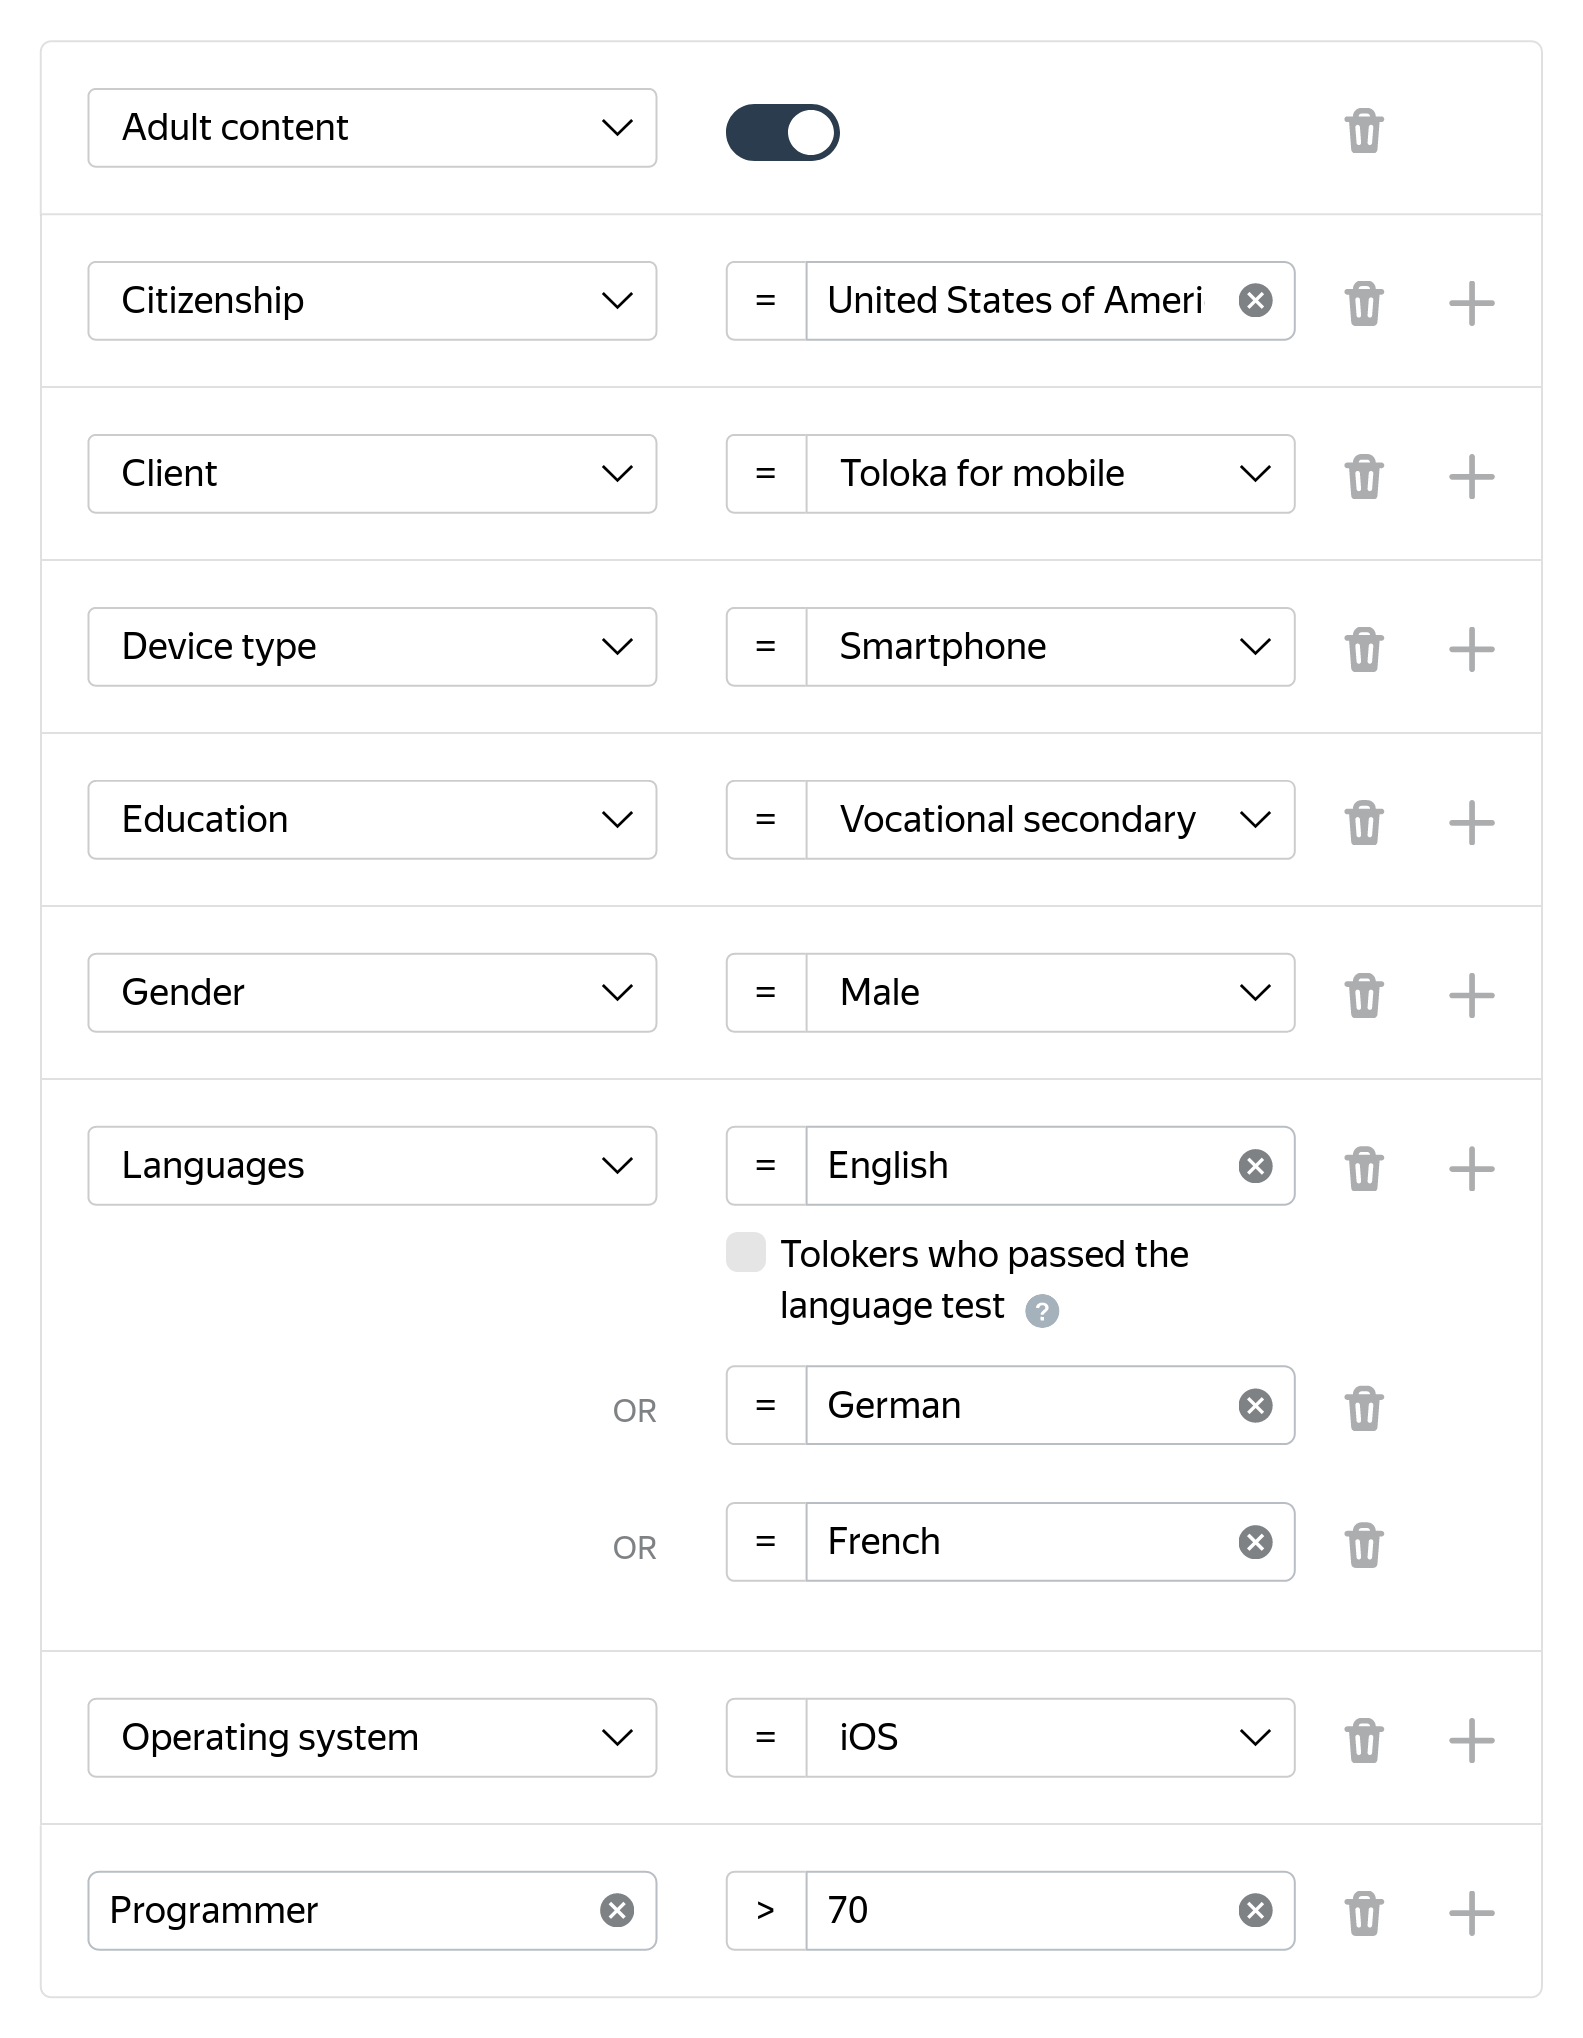 Adult content
Citizenship = United States of Ameri
Client = Toloka for mobile
Device type = Smartphone
Education = Vocational secondary
Gender = Male
Languages = English
Tolokers who passed the
language test ?
OR = German
OR = French
Operating system = iOS
Programmer > 70